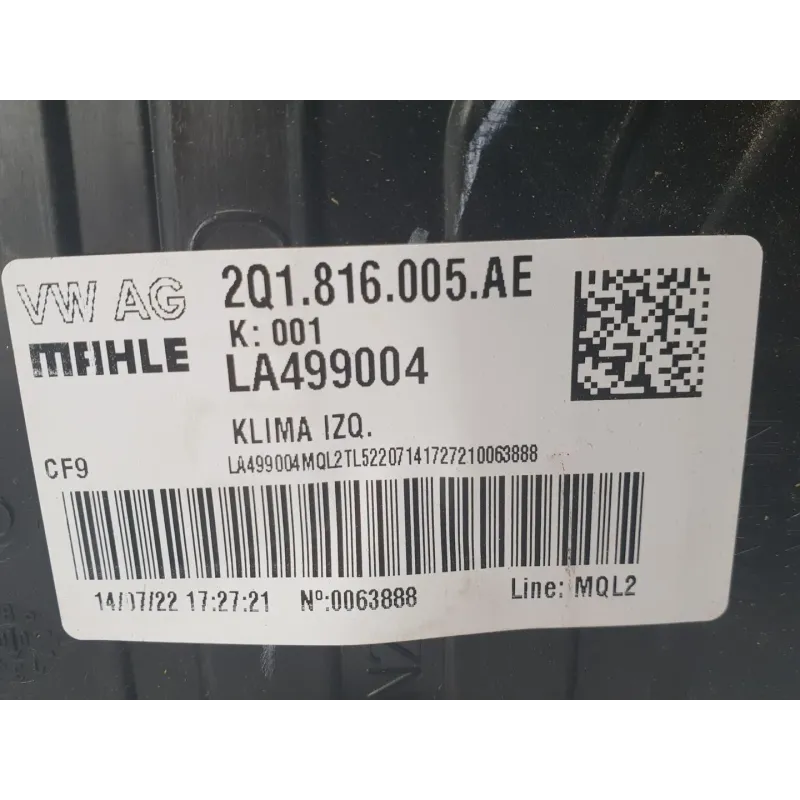 VW AG
2Q1.816.005.AE
K: 001
MAHLE
LA499004
KLIMA IZQ.
CF9
LA499004MQL2TL52207141727210063888
14/07/22 17:27:21 Nº:0063888 Line: MQL2